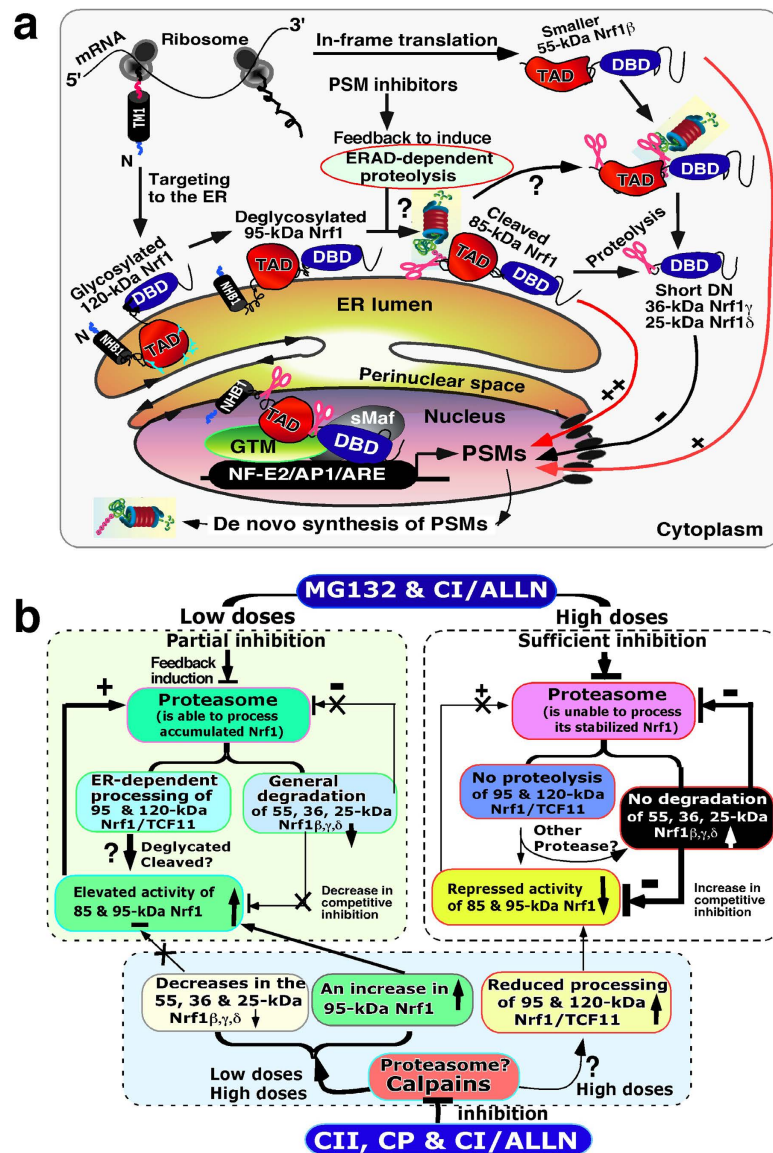 a
mRNA
Ribosome
3'
5'
TM1
N
In-frame translation
Smaller
55-kDa Nrf1β
TAD
DBD
PSM inhibitors
Feedback to induce
ERAD-dependent
proteolysis
?
?
TAD
DBD
Targeting
to the ER
Deglycosylated
95-kDa Nrf1
Cleaved
85-kDa Nrf1
Proteolysis
DBD
Short DN
36-kDa Nrf1γ
25-kDa Nrf1δ
Glycosylated
120-kDa Nrf1
DBD
TAD
NHB1
N
NHB1
TAD
DBD
TAD
DBD
ER lumen
Perinuclear space
Nucleus
NHB1
TAD
sMaf
GTM
DBD
NF-E2/AP1/ARE
PSMs
++
-
+
De novo synthesis of PSMs
Cytoplasm
b
MG132 & CI/ALLN
Low doses
High doses
Partial inhibition
Feedback
induction
+
-
Proteasome
(is able to process
accumulated Nrf1)
ER-dependent
processing of
95 & 120-kDa
Nrf1/TCF11
General
degradation
of 55, 36, 25-kDa
Nrf1β,γ,δ
?
Deglycated
Cleaved?
Decrease in
competitive
inhibition
Elevated activity of
85 & 95-kDa Nrf1
Sufficient inhibition
+
-
Proteasome
(is unable to process
its stabilized Nrf1)
No proteolysis
of 95 & 120-kDa
Nrf1/TCF11
No degradation
of 55, 36, 25-kDa
Nrf1β,γ,δ
Other
Protease?
Repressed activity
of 85 & 95-kDa Nrf1
-
Increase in
competitive
inhibition
Decreases in the
55, 36 & 25-kDa
Nrf1β,γ,δ
An increase in
95-kDa Nrf1
Reduced processing
of 95 & 120-kDa
Nrf1/TCF11
Low doses
High doses
Proteasome?
Calpains
?
High doses
inhibition
CII, CP & CI/ALLN